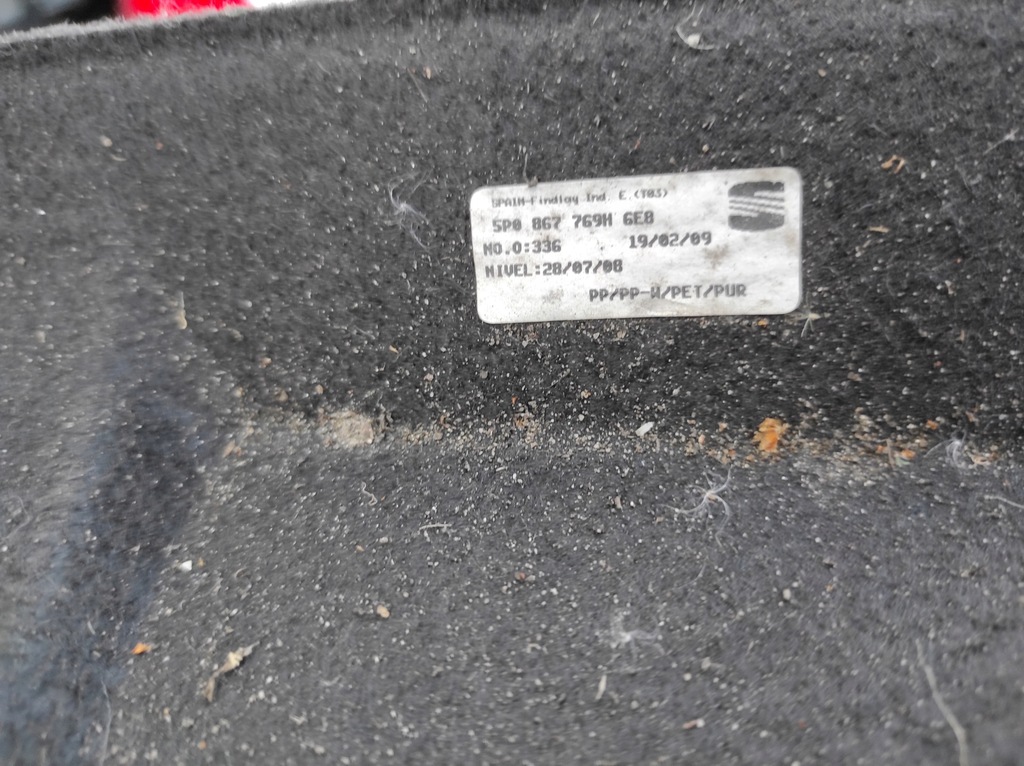 SPAIN-Findlay Ind. E.(T03)
5P0 867 769H 6E8
NO.O:336 . 19/02/09
NIVEL:28/07/08
PP/PP-W/PET/PUR